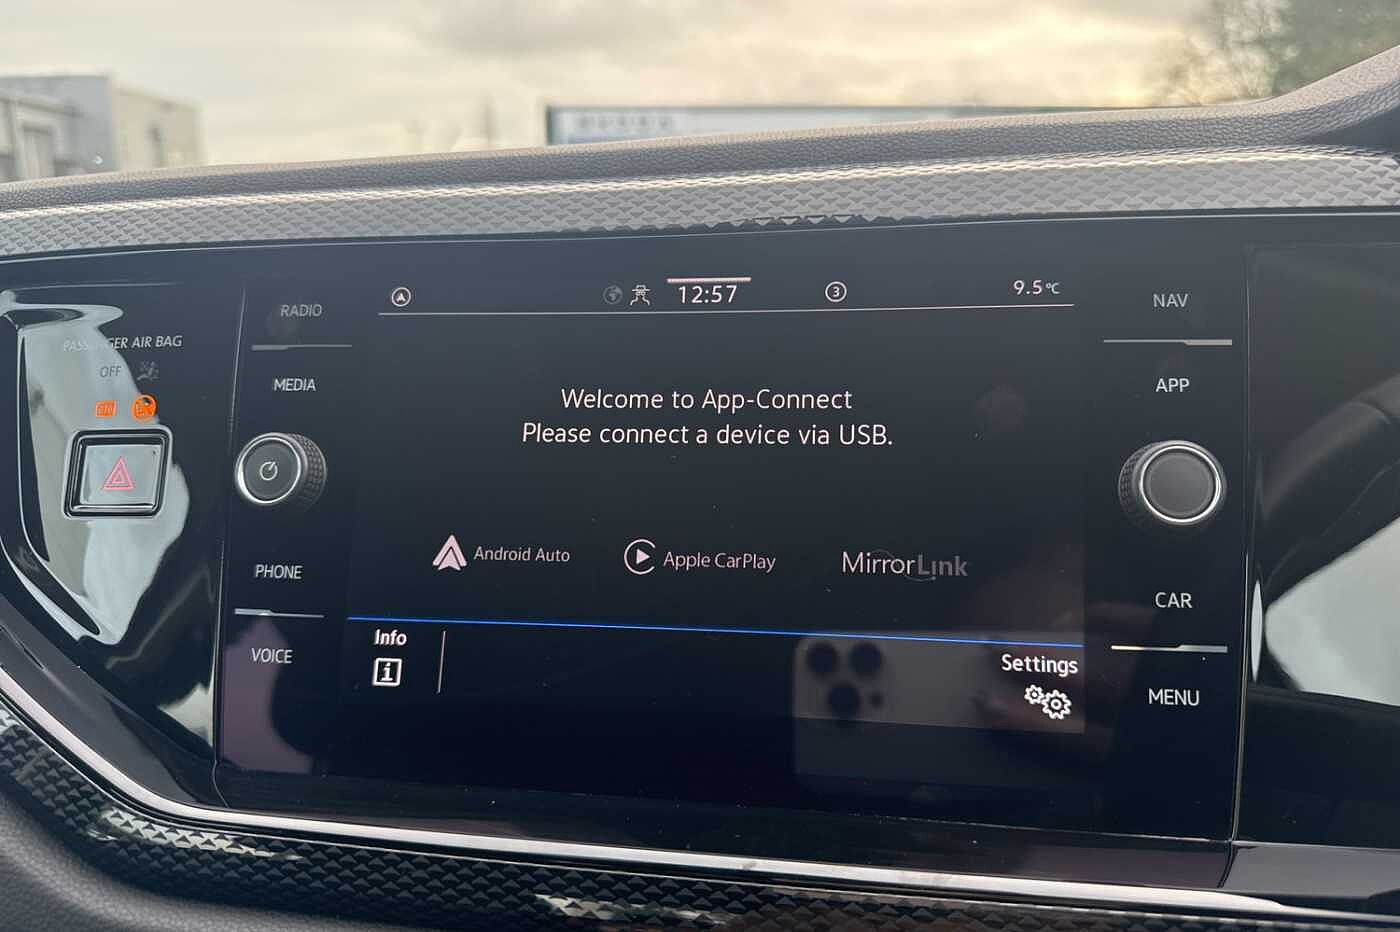 RADIO
MEDIA
PHONE
VOICE
PASSENGER AIR BAG
OFF
12:57
3
9.5°C
Welcome to App-Connect
Please connect a device via USB.
Android Auto
Apple CarPlay
MirrorLink
Info
Settings
NAV
APP
CAR
MENU